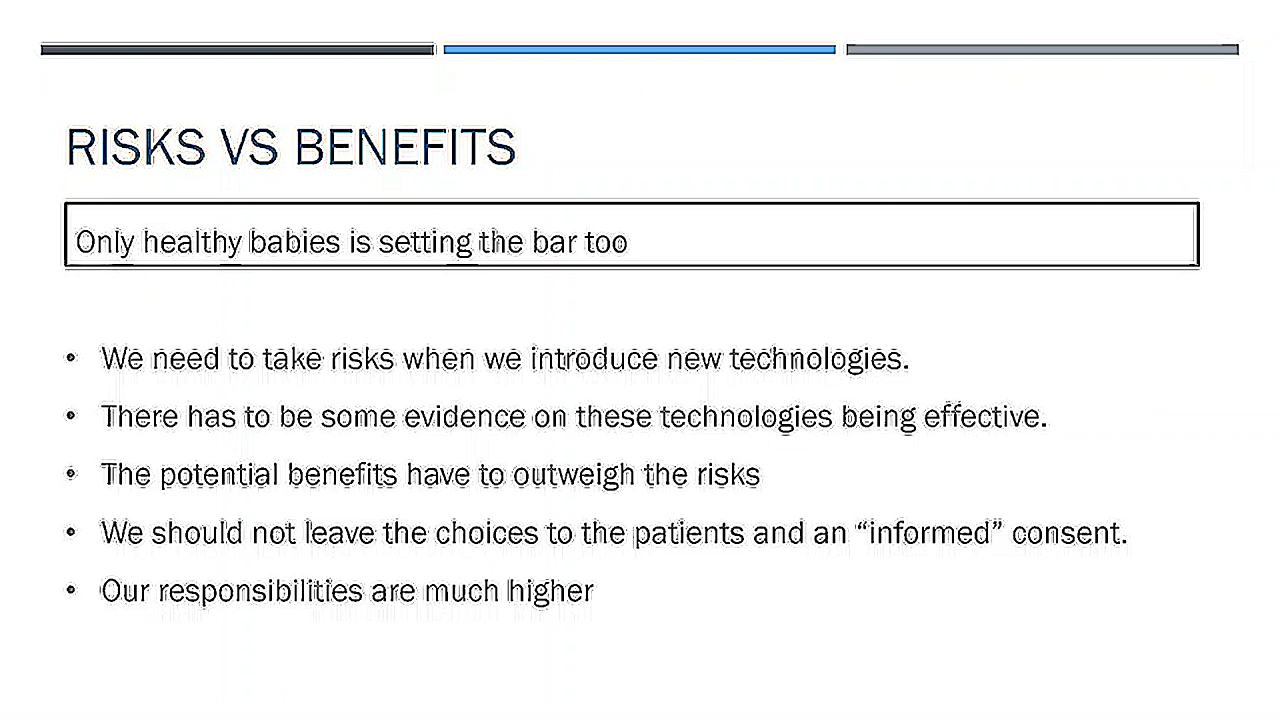 RISKS VS BENEFITS
Only healthy babies is setting the bar too
• We need to take risks when we introduce new technologies.
• There has to be some evidence on these technologies being effective.
• The potential benefits have to outweigh the risks
• We should not leave the choices to the patients and an “informed” consent.
• Our responsibilities are much higher